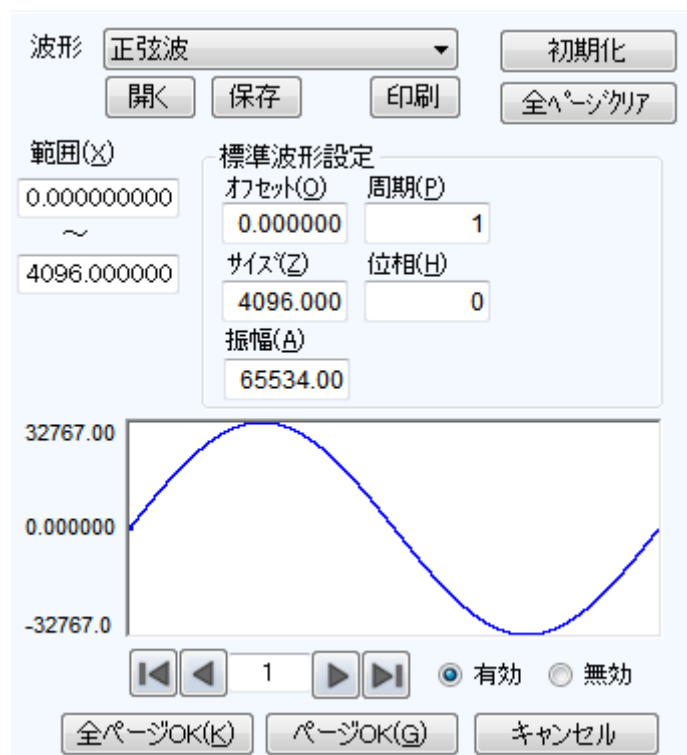 波形 正弦波 初期化
開く 保存 印刷 全ﾍﾟｰｼﾞｸﾘｱ
範囲(X) 標準波形設定
0.000000000 ｵﾌｾｯﾄ(O) 周期(P)
～ 0.000000 1
4096.000000 ｻｲｽﾞ(Z) 位相(H)
4096.000 0
振幅(A)
65534.00
32767.00
0.000000
-32767.0
1 有効 無効
全ページOK(K) ページOK(G) キャンセル